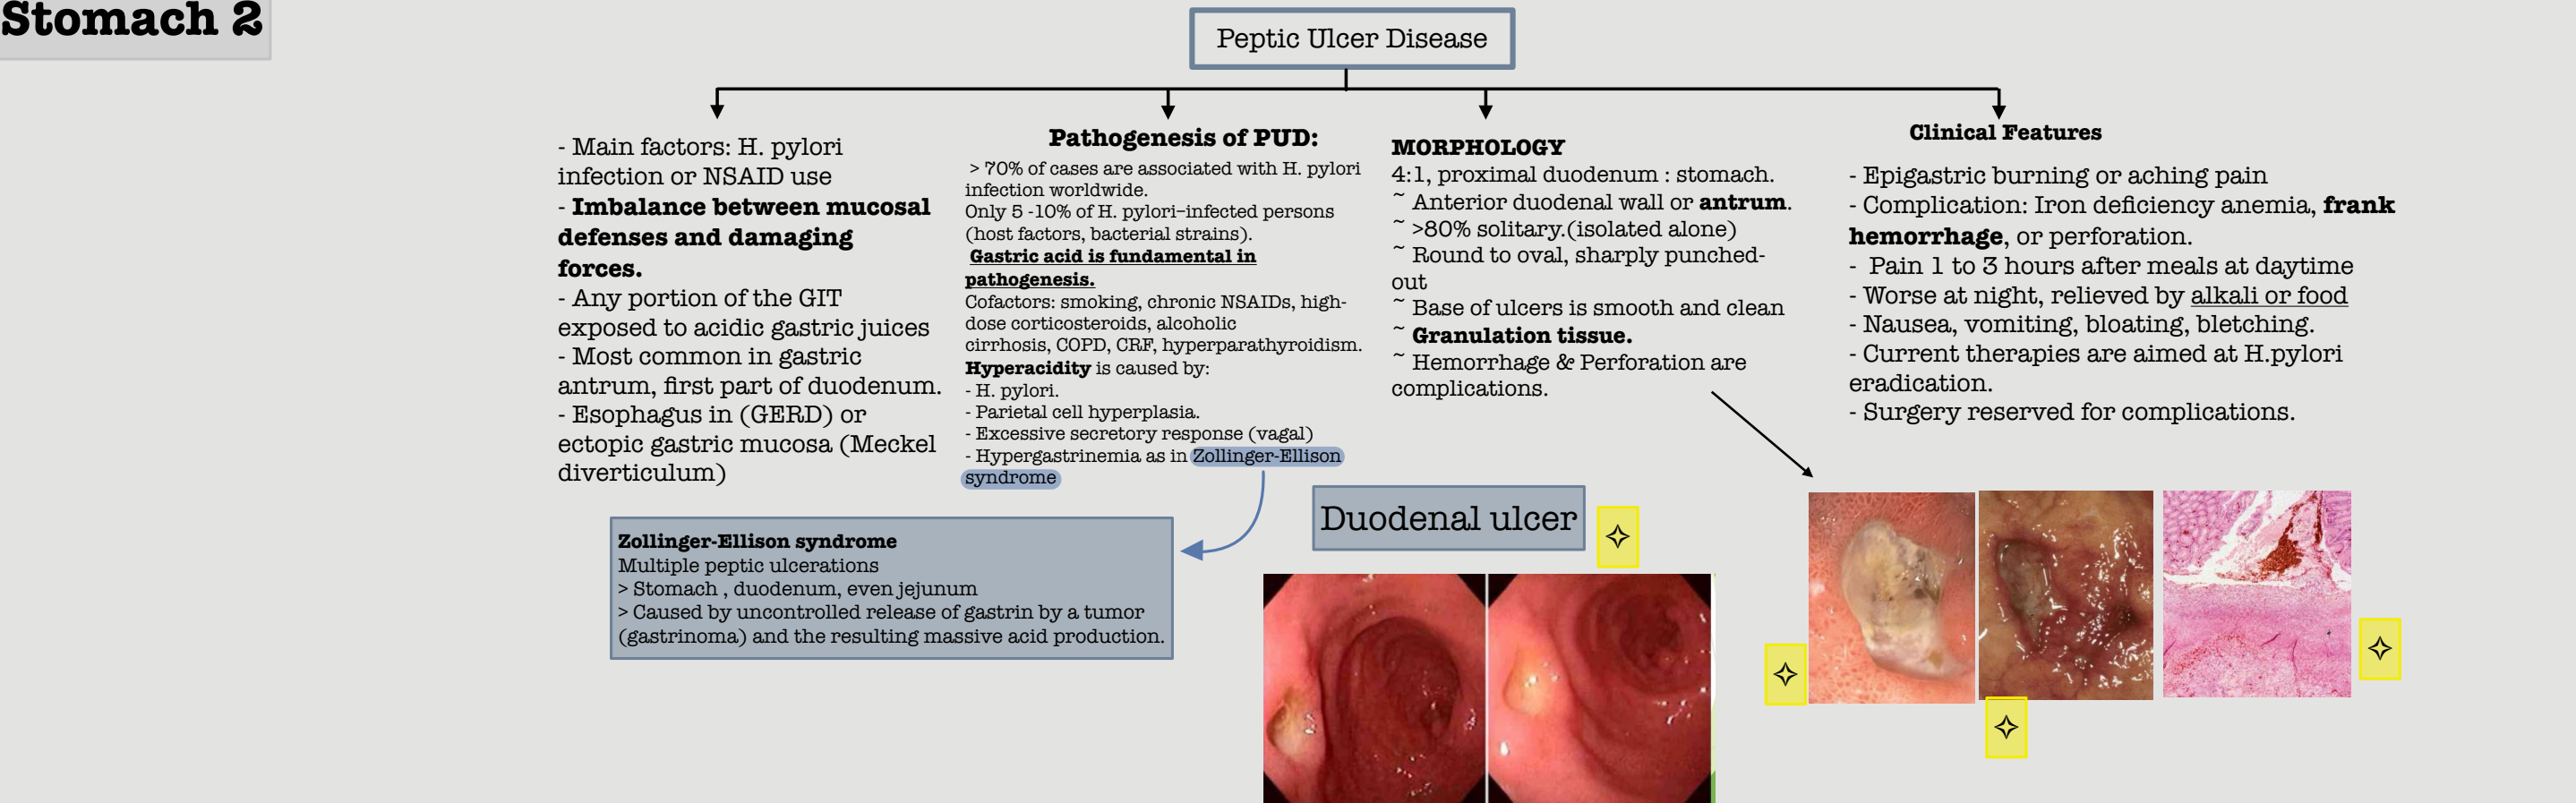 Stomach 2
Peptic Ulcer Disease
- Main factors: H. pylori
infection or NSAID use
- Imbalance between mucosal
defenses and damaging
forces.
- Any portion of the GIT
exposed to acidic gastric juices
- Most common in gastric
antrum, first part of duodenum.
- Esophagus in (GERD) or
ectopic gastric mucosa (Meckel
diverticulum)
Pathogenesis of PUD:
> 70% of cases are associated with H. pylori
infection worldwide.
Only 5 -10% of H. pylori–infected persons
(host factors, bacterial strains).
Gastric acid is fundamental in
pathogenesis.
Cofactors: smoking, chronic NSAIDs, high-
dose corticosteroids, alcoholic
cirrhosis, COPD, CRF, hyperparathyroidism.
Hyperacidity is caused by:
- H. pylori.
- Parietal cell hyperplasia.
- Excessive secretory response (vagal)
- Hypergastrinemia as in Zollinger-Ellison
syndrome
MORPHOLOGY
4:1, proximal duodenum : stomach.
~ Anterior duodenal wall or antrum.
~ >80% solitary.(isolated alone)
~ Round to oval, sharply punched-
out
~ Base of ulcers is smooth and clean
~ Granulation tissue.
~ Hemorrhage & Perforation are
complications.
Clinical Features
- Epigastric burning or aching pain
- Complication: Iron deficiency anemia, frank
hemorrhage, or perforation.
- Pain 1 to 3 hours after meals at daytime
- Worse at night, relieved by alkali or food
- Nausea, vomiting, bloating, bletching.
- Current therapies are aimed at H.pylori
eradication.
- Surgery reserved for complications.
Zollinger-Ellison syndrome
Multiple peptic ulcerations
> Stomach , duodenum, even jejunum
> Caused by uncontrolled release of gastrin by a tumor
(gastrinoma) and the resulting massive acid production.
Duodenal ulcer